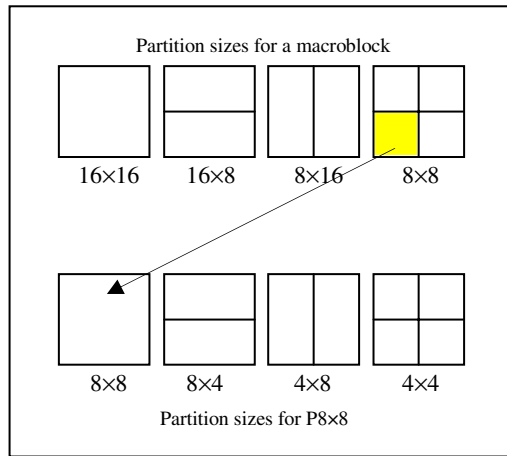 Partition sizes for a macroblock
16×16 16×8 8×16 8×8
8×8 8×4 4×8 4×4
Partition sizes for P8×8